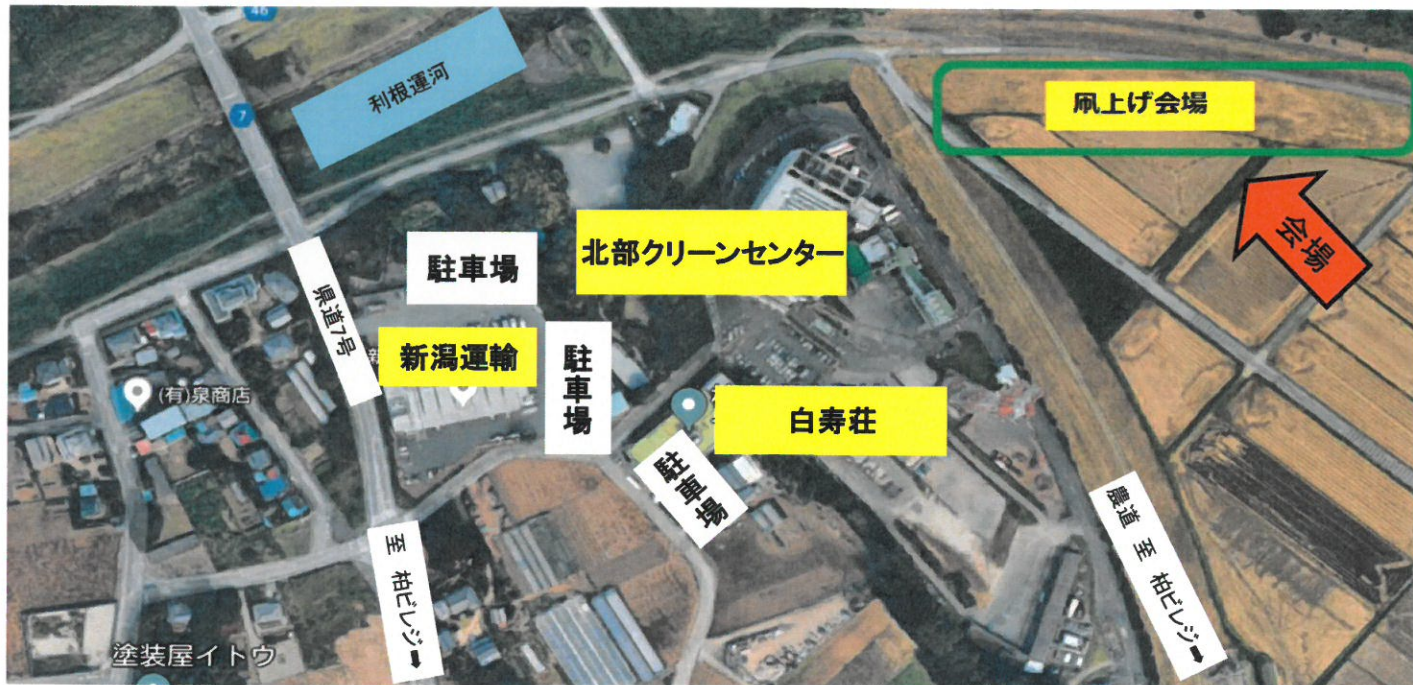 46
7
利根運河
凧上げ会場
会場
北部クリーンセンター
駐車場
県道7号
新潟運輸
駐車場
(有)泉商店
白寿荘
駐車場
農道 至 柏ビレジ➡
至 柏ビレジ➡
塗装屋イトウ